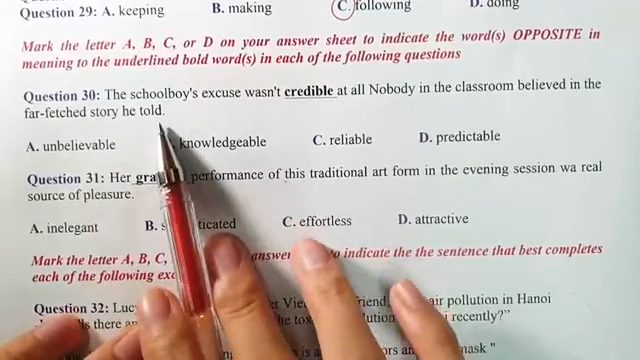 Question 29: A. keeping B. making C. following D. doing
Mark the letter A, B, C, or D on your answer sheet to indicate the word(s) OPPOSITE in
meaning to the underlined bold word(s) in each of the following questions
Question 30: The schoolboy's excuse wasn't credible at all Nobody in the classroom believed in the
far-fetched story he told.
A. unbelievable knowledgeable C. reliable D. predictable
Question 31: Her performance of this traditional art form in the evening session wa real
source of pleasure.
A. inelegant B. C. effortless D. attractive
Mark the letter A, B, C, answer to indicate the the sentence that best completes
each of the following
Question 32: air pollution in Hanoi
recently?"
mask "